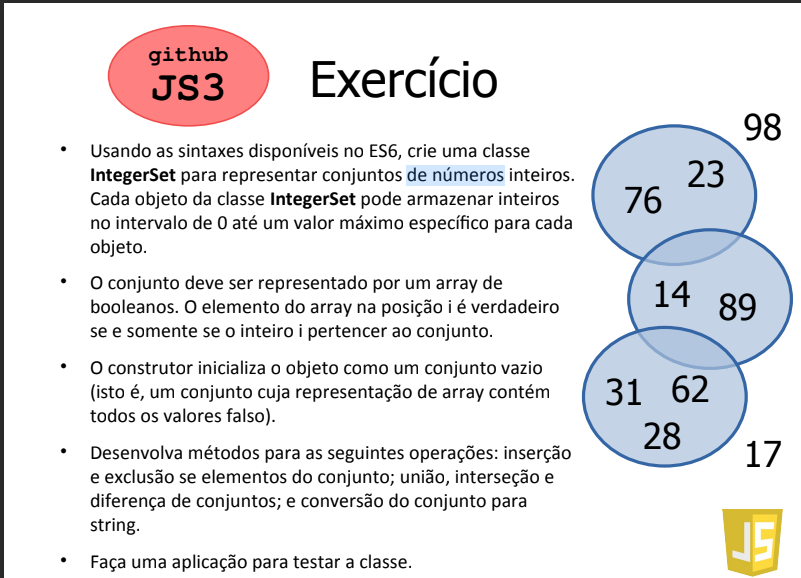 github
JS3
Exercício
• Usando as sintaxes disponíveis no ES6, crie uma classe
IntegerSet para representar conjuntos de números inteiros.
Cada objeto da classe IntegerSet pode armazenar inteiros
no intervalo de 0 até um valor máximo específico para cada
objeto.
• O conjunto deve ser representado por um array de
booleanos. O elemento do array na posição i é verdadeiro
se e somente se o inteiro i pertencer ao conjunto.
• O construtor inicializa o objeto como um conjunto vazio
(isto é, um conjunto cuja representação de array contém
todos os valores falso).
• Desenvolva métodos para as seguintes operações: inserção
e exclusão se elementos do conjunto; união, interseção e
diferença de conjuntos; e conversão do conjunto para
string.
• Faça uma aplicação para testar a classe.
98
23
76
14
89
31 62
28
17
JS